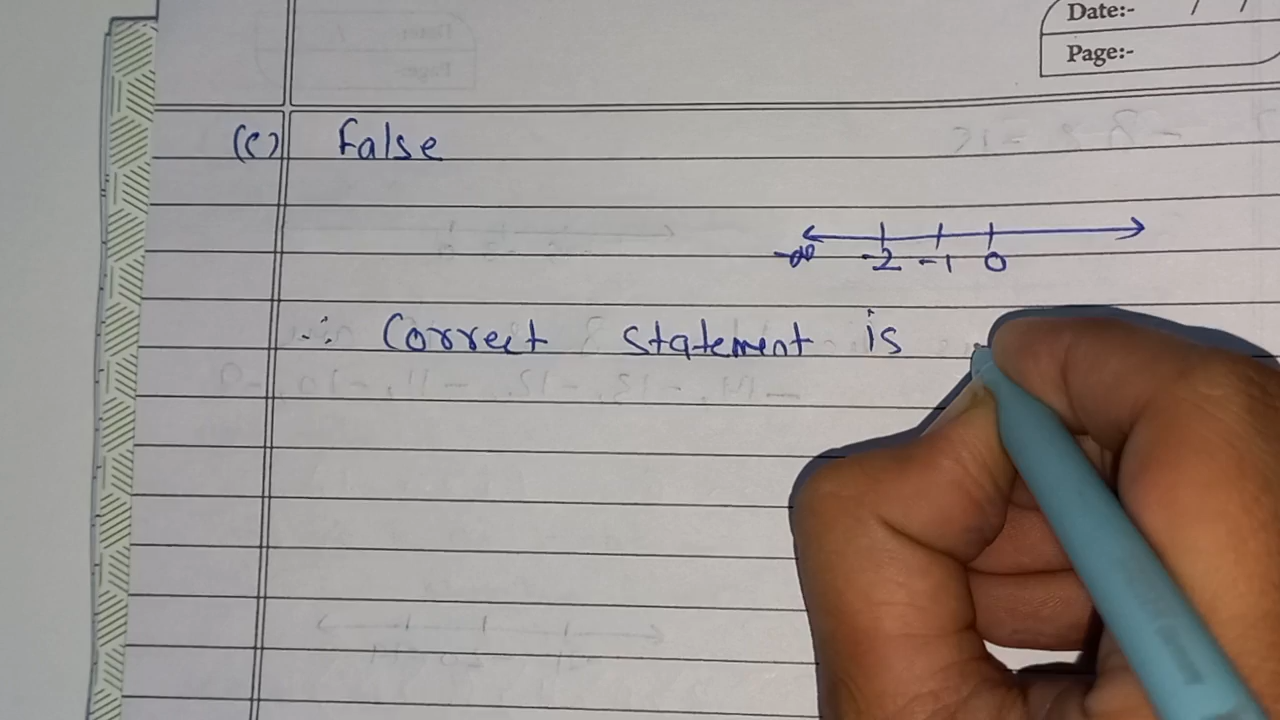 Date:- / /
Page:-
(c) False
-∞ -2 -1 0
∴ Correct statement is